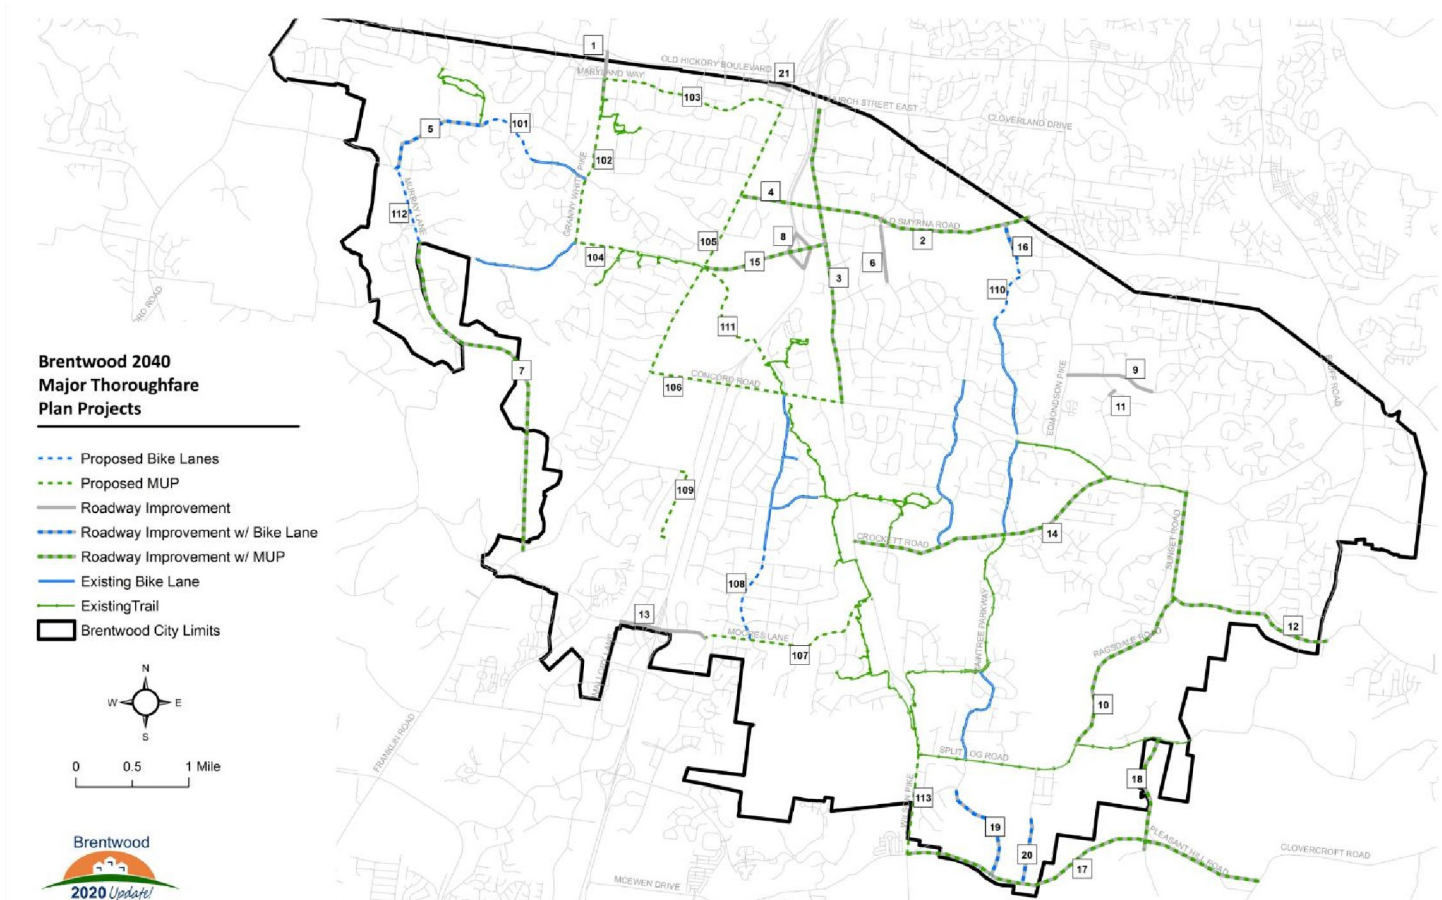 1
OLD HICKORY BOULEVARD
21
MARYLAND WAY
103
CHURCH STREET EAST
CLOVERLAND DRIVE
5
101
102
GRANNY WHITE PIKE
MURRAY LANE
112
4
OLD SMYRNA ROAD
2
16
8
105
104
15
6
3
110
111
9
11
EDMONDSON PIKE
7
CONCORD ROAD
106
Brentwood 2040
Major Thoroughfare
Plan Projects
Proposed Bike Lanes
Proposed MUP
Roadway Improvement
Roadway Improvement w/ Bike Lane
Roadway Improvement w/ MUP
Existing Bike Lane
ExistingTrail
Brentwood City Limits
109
14
CROCKETT ROAD
SUNSET ROAD
108
13
MOORES LANE
107
RAINTREE PARKWAY
RAGSDALE ROAD
12
10
N
W
E
S
FRANKLIN ROAD
SPLIT LOG ROAD
0 0.5 1 Mile
18
113
WILSON PIKE
19
20
17
PLEASANT HILL ROAD
CLOVERCROFT ROAD
MCEWEN DRIVE
Brentwood
2020 Update!